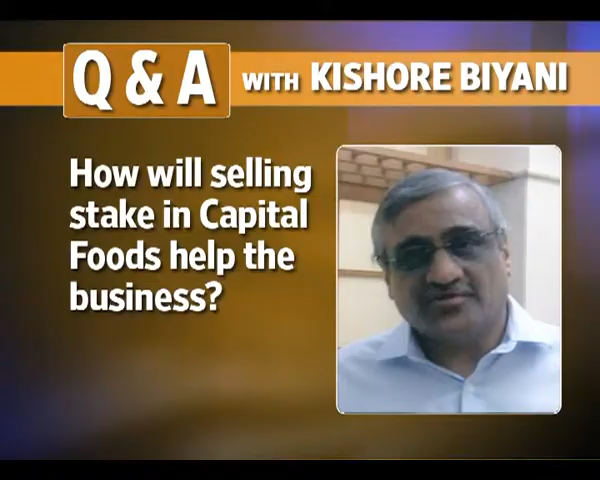 Q & A WITH KISHORE BIYANI
How will selling
stake in Capital
Foods help the
business?